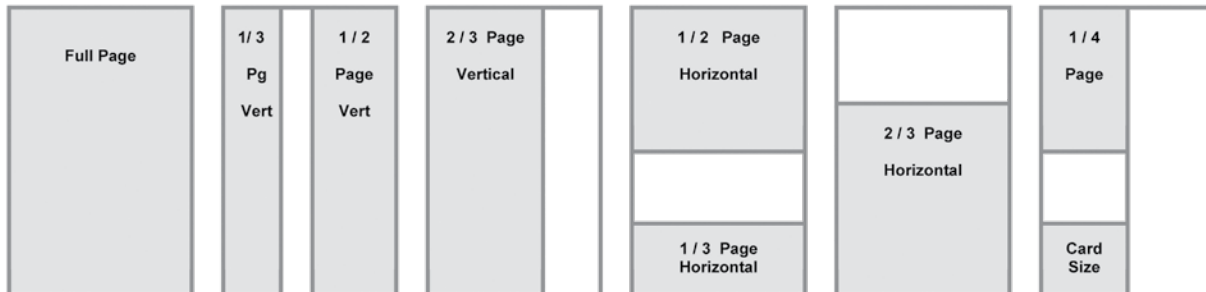 Full Page
1/ 3
Pg
Vert
1 / 2
Page
Vert
2 / 3 Page
Vertical
1 / 2 Page
Horizontal
1 / 3 Page
Horizontal
2 / 3 Page
Horizontal
1 / 4
Page
Card
Size